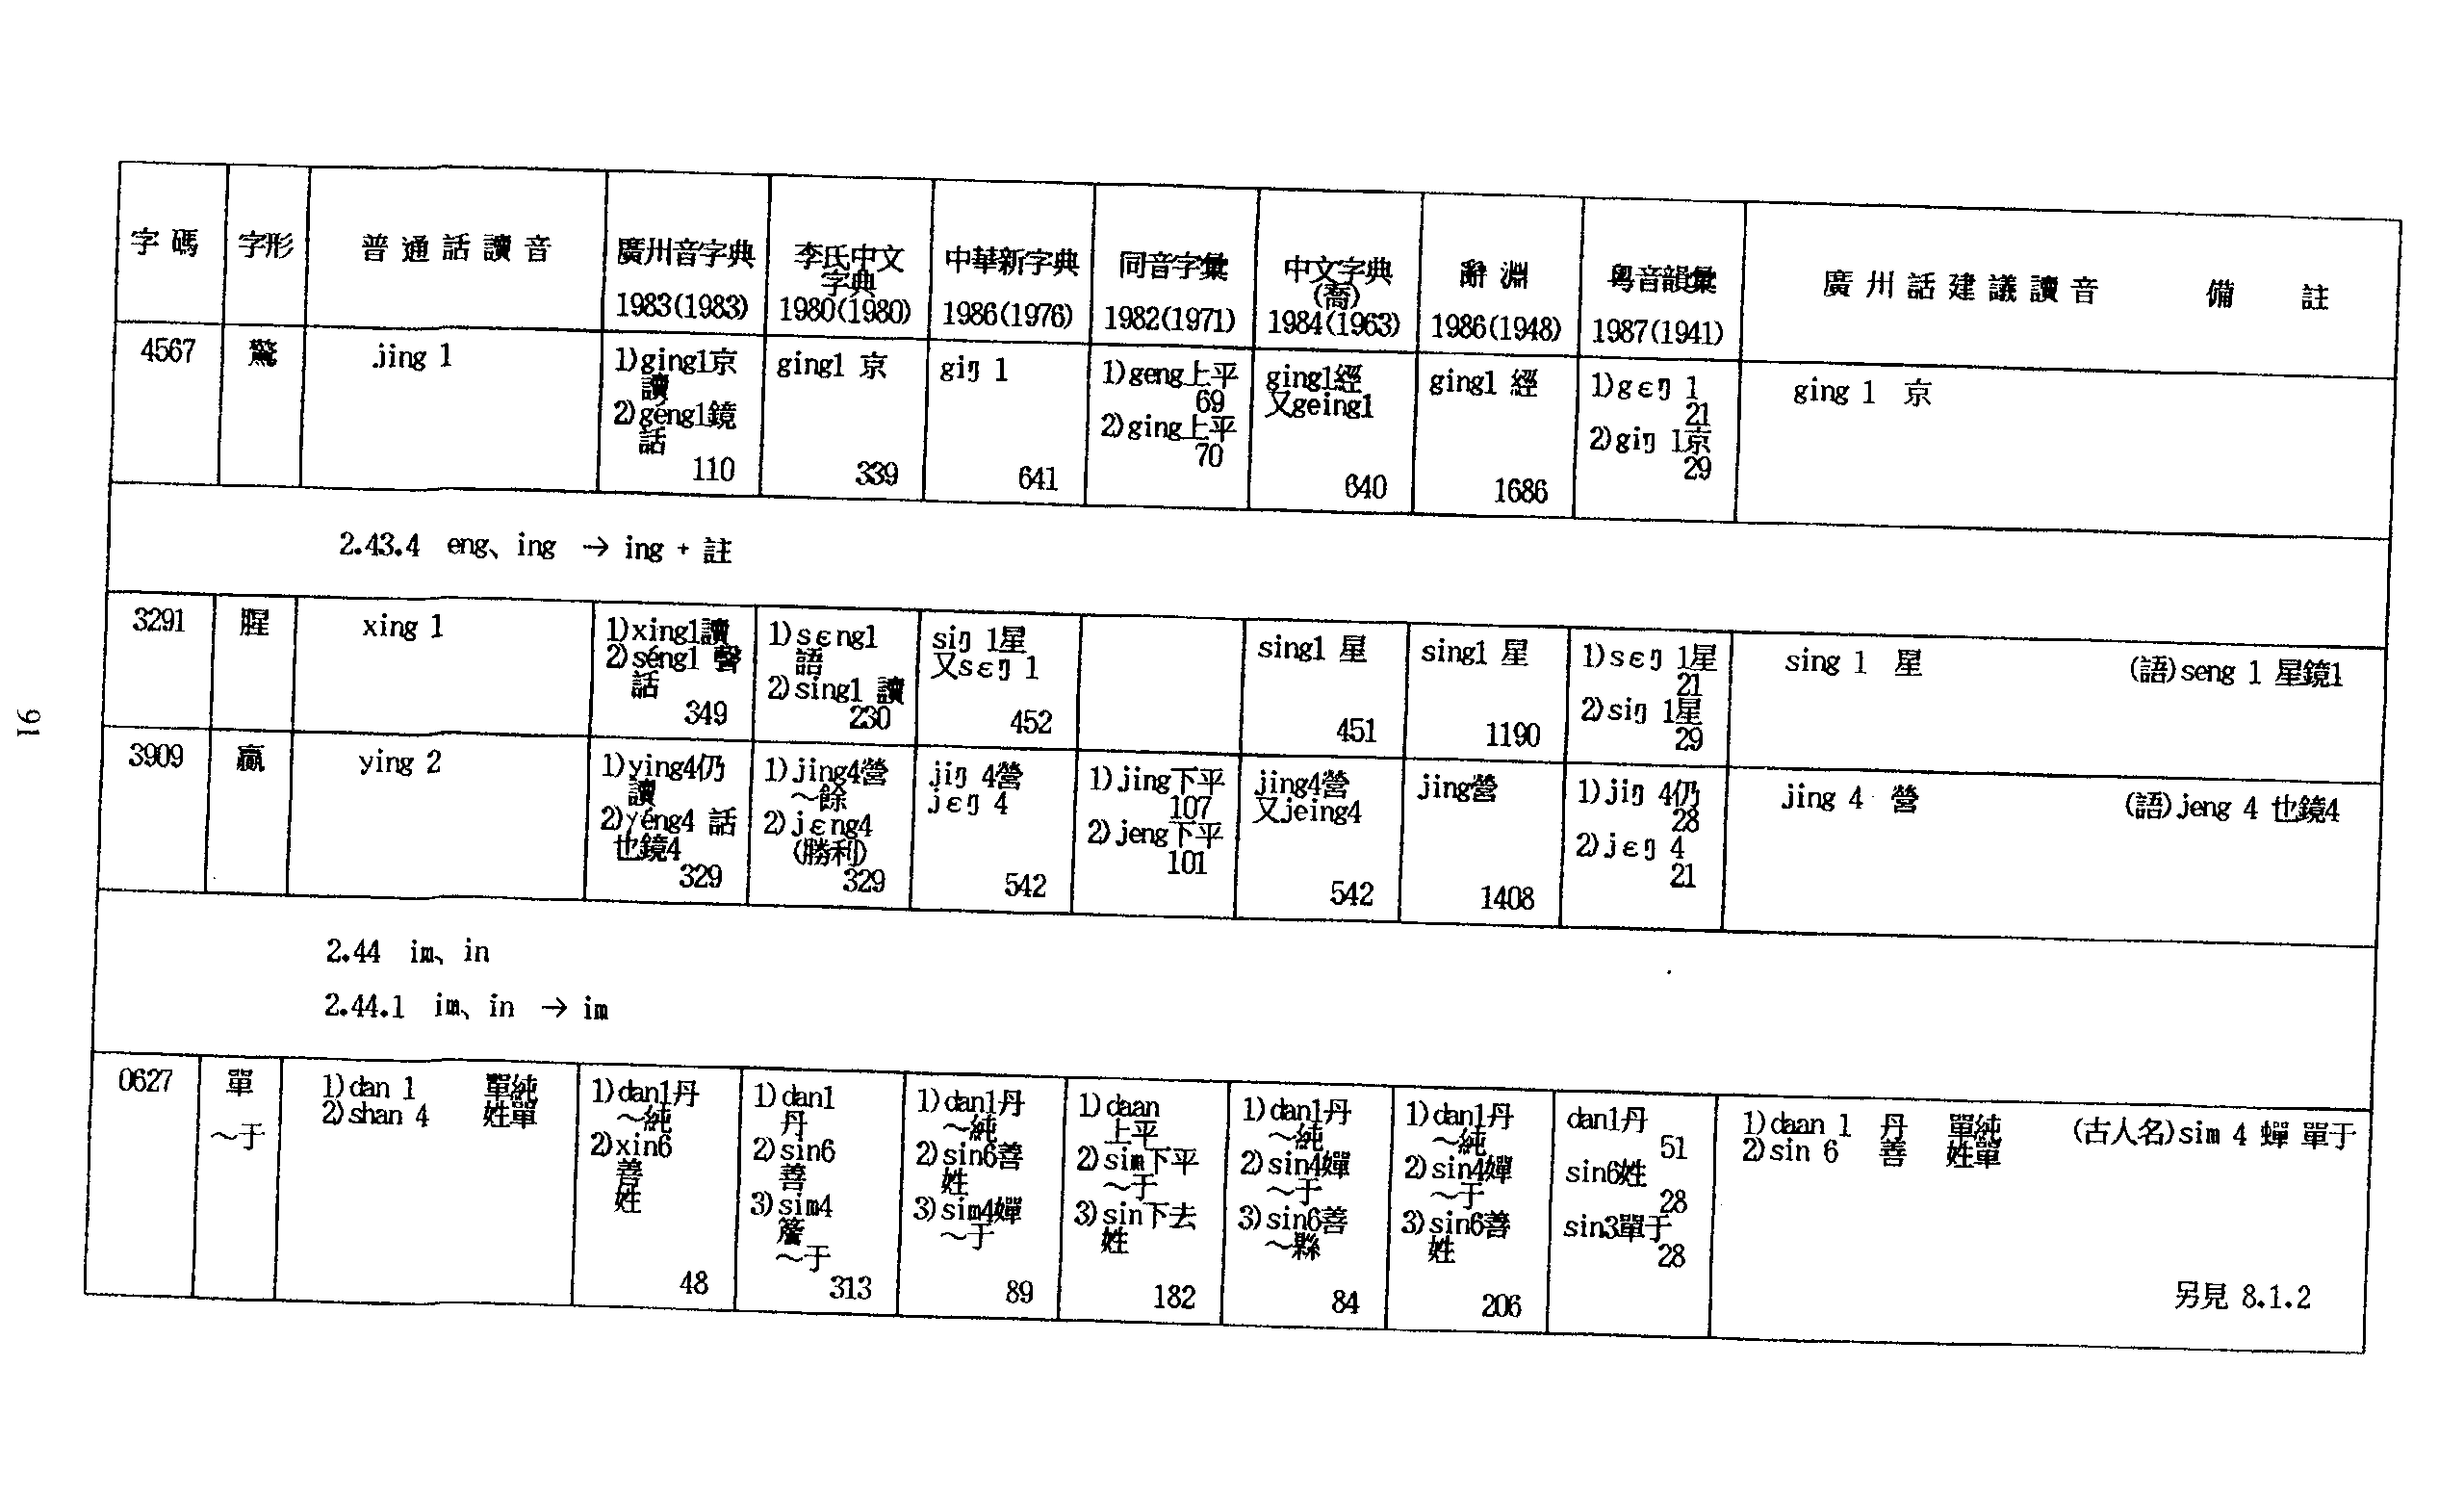 字碼
字形
普通話讀音
廣州音字典
1983(1983)
李氏中文
字典
1980(1980)
中華新字典
1986(1976)
同音字彙
1982(1971)
中文字典
(喬)
1984(1963)
辭淵
1986(1948)
粵音韻彙
1987(1941)
廣州話建議讀音
備註
4567
驚
jing 1
1)ging1京
讀
2)géng1鏡
話
110
ging1 京
339
giŋ 1
641
1)geng上平
69
2)ging上平
70
ging1經
又geing1
640
ging1 經
1686
1)gɛŋ 1
21
2)giŋ 1京
29
ging 1 京
2.43.4 eng、ing → ing + 註
3291
腥
xing 1
1)xing1讀
2)séng1 聲
話
349
1)sɛng1
語
2)sing1 讀
230
siŋ 1星
又sɛŋ 1
452
sing1 星
451
sing1 星
1190
1)sɛŋ 1星
21
2)siŋ 1星
29
sing 1 星
(語)seng 1 星鏡1
3909
贏
ying 2
1)ying4仍
讀
2)yéng4 話
也鏡4
329
1)jing4營
～餘
2)jɛng4
(勝利)
329
jiŋ 4營
jɛŋ 4
542
1)jing下平
107
2)jeng下平
101
jing4營
又jeing4
542
jing營
1408
1)jiŋ 4仍
28
2)jɛŋ 4
21
jing 4 營
(語)jeng 4 也鏡4
2.44 im、in
2.44.1 im、in → im
0627
單
～于
1)dan 1 單純
2)shan 4 姓單
1)dan1丹
～純
2)xin6
善
姓
48
1)dan1
丹
2)sin6
善
3)sim4
簷
～于
313
1)dan1丹
～純
2)sin6善
姓
3)sim4嬋
～于
89
1)daan
上平
2)sim下平
～于
3)sin下去
姓
182
1)dan1丹
～純
2)sin4嬋
～于
3)sin6善
～縣
84
1)dan1丹
～純
2)sin4嬋
～于
3)sin6善
姓
206
dan1丹
51
sin6姓
28
sin3單于
28
1)daan 1 丹 單純
2)sin 6 善 姓單
(古人名)sim 4 蟬 單于
另見 8.1.2
91